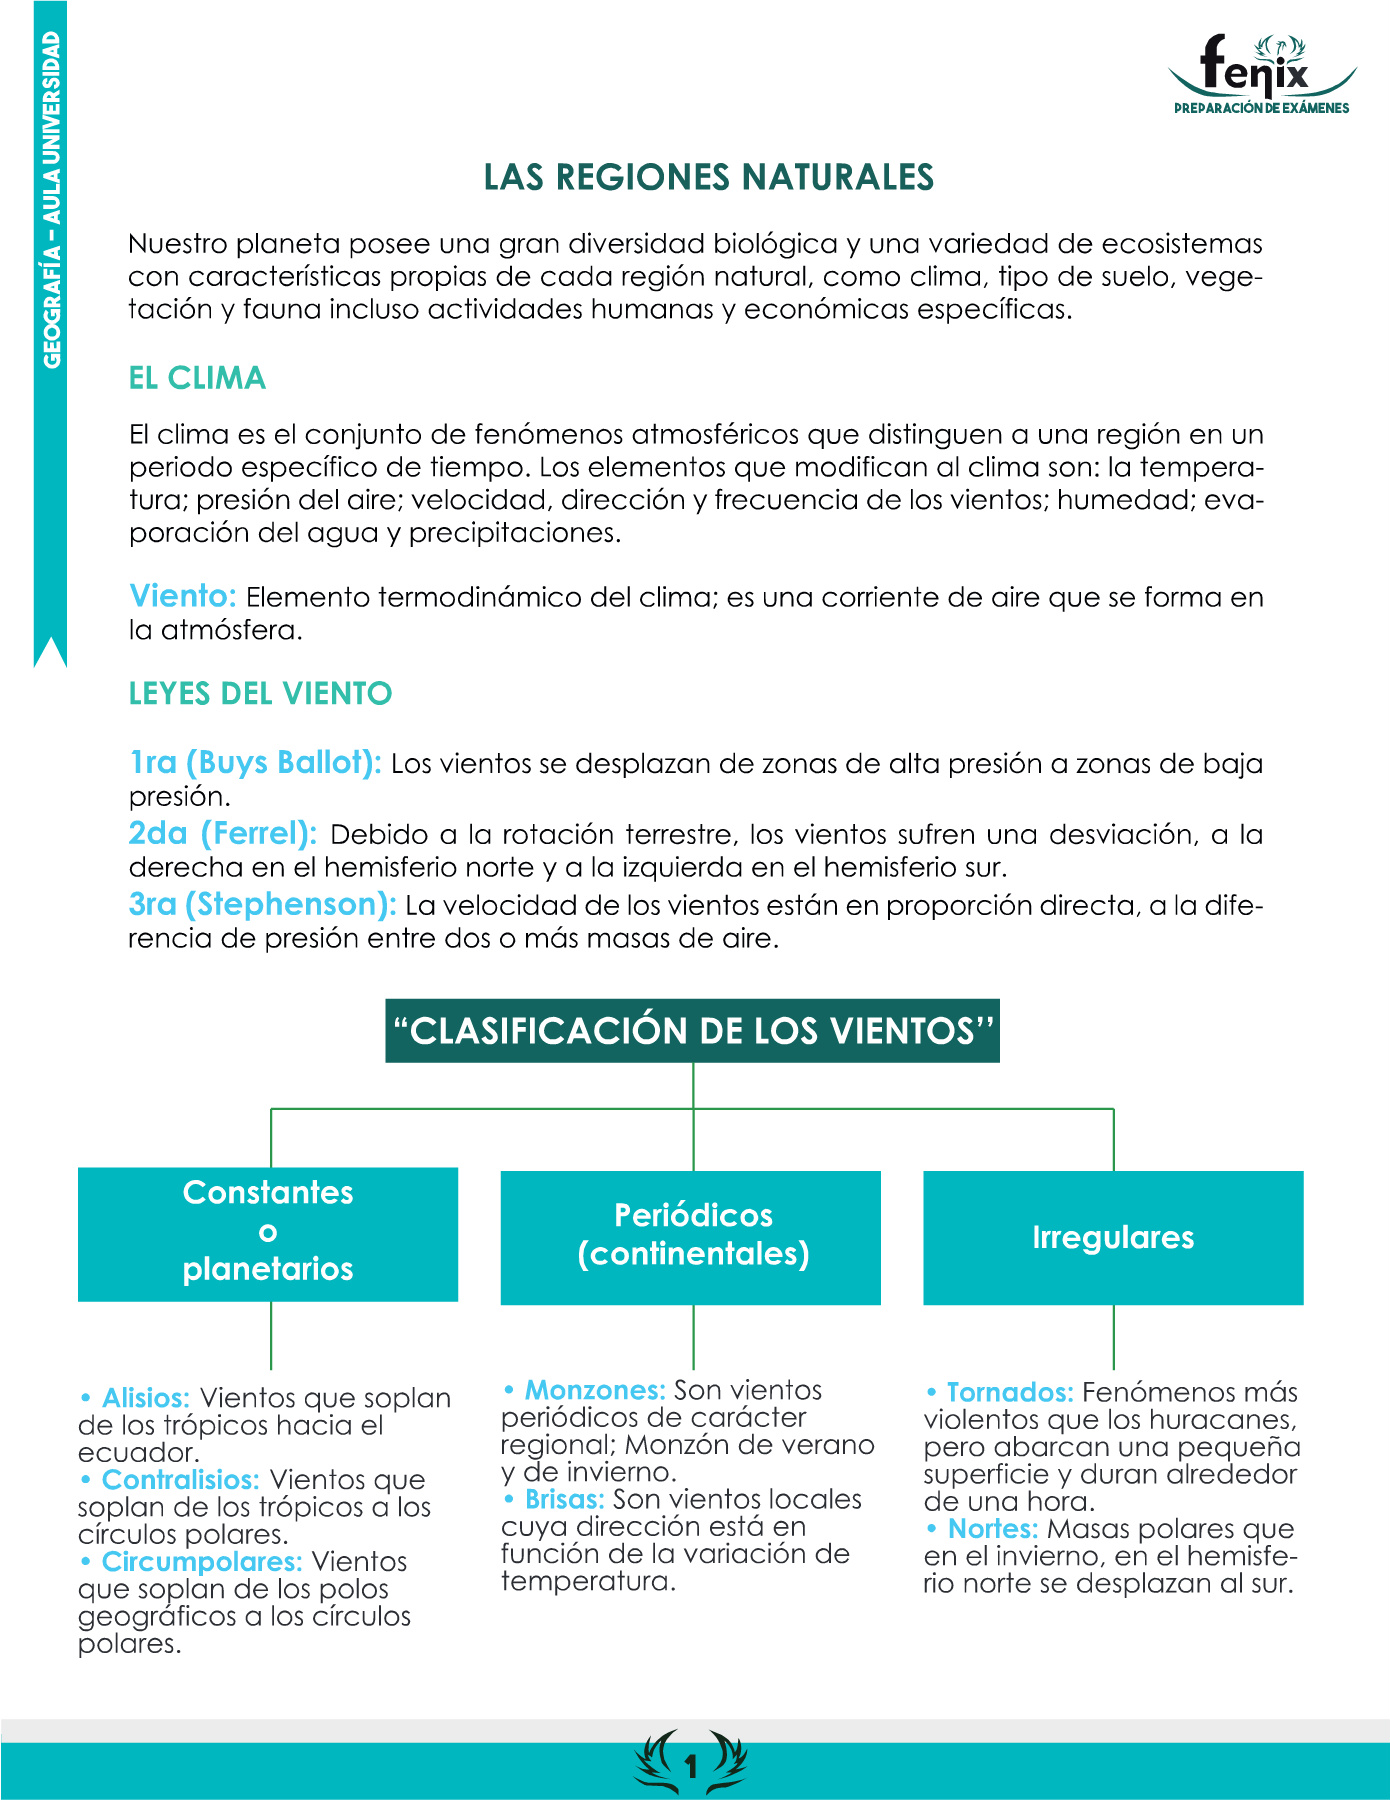 GEOGRAFÍA - AULA UNIVERSIDAD
fenix
PREPARACIÓN DE EXÁMENES
LAS REGIONES NATURALES
Nuestro planeta posee una gran diversidad biológica y una variedad de ecosistemas
con características propias de cada región natural, como clima, tipo de suelo, vege-
tación y fauna incluso actividades humanas y económicas específicas.
EL CLIMA
El clima es el conjunto de fenómenos atmosféricos que distinguen a una región en un
periodo específico de tiempo. Los elementos que modifican al clima son: la tempera-
tura; presión del aire; velocidad, dirección y frecuencia de los vientos; humedad; eva-
poración del agua y precipitaciones.
Viento: Elemento termodinámico del clima; es una corriente de aire que se forma en
la atmósfera.
LEYES DEL VIENTO
1ra (Buys Ballot): Los vientos se desplazan de zonas de alta presión a zonas de baja
presión.
2da (Ferrel): Debido a la rotación terrestre, los vientos sufren una desviación, a la
derecha en el hemisferio norte y a la izquierda en el hemisferio sur.
3ra (Stephenson): La velocidad de los vientos están en proporción directa, a la dife-
rencia de presión entre dos o más masas de aire.
“CLASIFICACIÓN DE LOS VIENTOS’’
Constantes
o
planetarios
• Alisios: Vientos que soplan
de los trópicos hacia el
ecuador.
• Contralisios: Vientos que
soplan de los trópicos a los
círculos polares.
• Circumpolares: Vientos
que soplan de los polos
geográficos a los círculos
polares.
Periódicos
(continentales)
• Monzones: Son vientos
periódicos de carácter
regional; Monzón de verano
y de invierno.
• Brisas: Son vientos locales
cuya dirección está en
función de la variación de
temperatura.
Irregulares
• Tornados: Fenómenos más
violentos que los huracanes,
pero abarcan una pequeña
superficie y duran alrededor
de una hora.
• Nortes: Masas polares que
en el invierno, en el hemisfe-
rio norte se desplazan al sur.
1